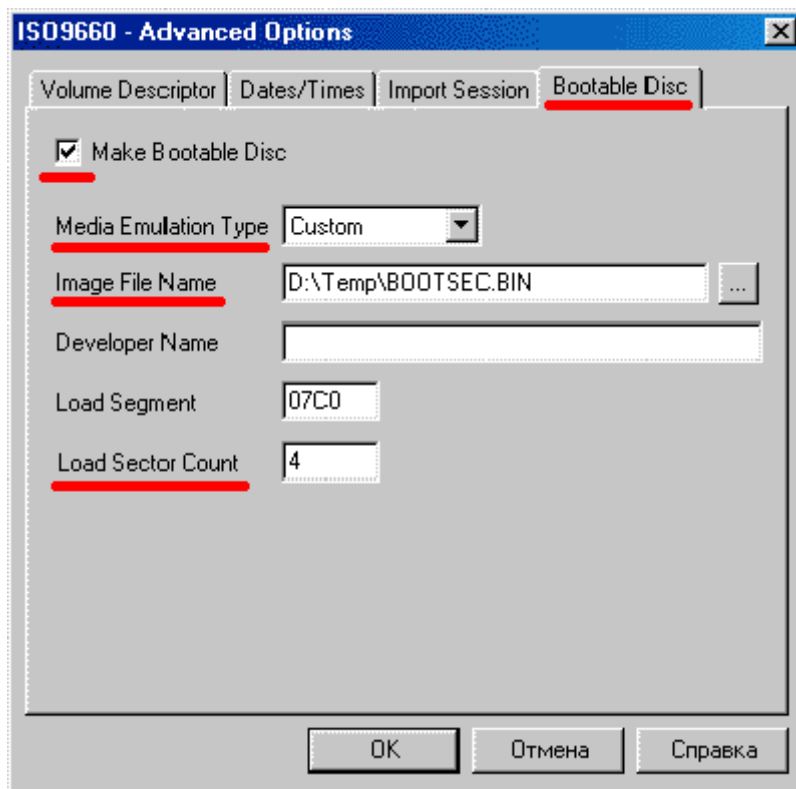 ISO9660 - Advanced Options
Volume Descriptor Dates/Times Import Session Bootable Disc
Make Bootable Disc
Media Emulation Type Custom
Image File Name D:\Temp\BOOTSEC.BIN ...
Developer Name
Load Segment 07C0
Load Sector Count 4
OK Отмена Справка